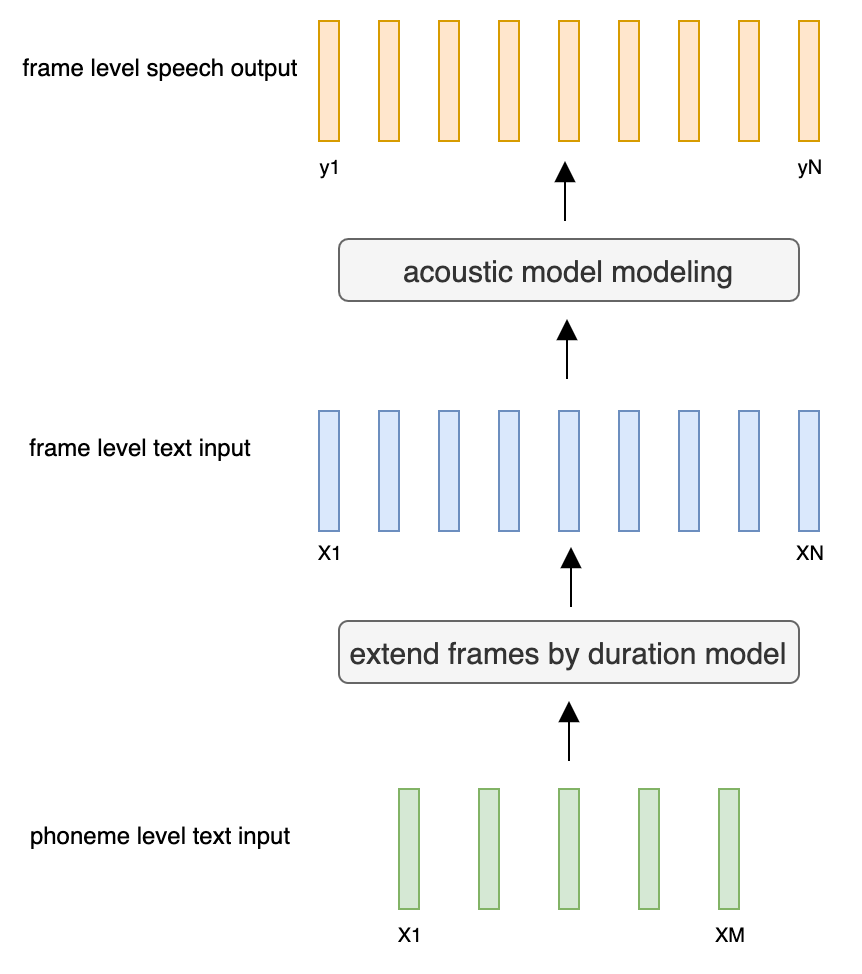 frame level speech output
y1
yN
acoustic model modeling
frame level text input
X1
XN
extend frames by duration model
phoneme level text input
X1
XM